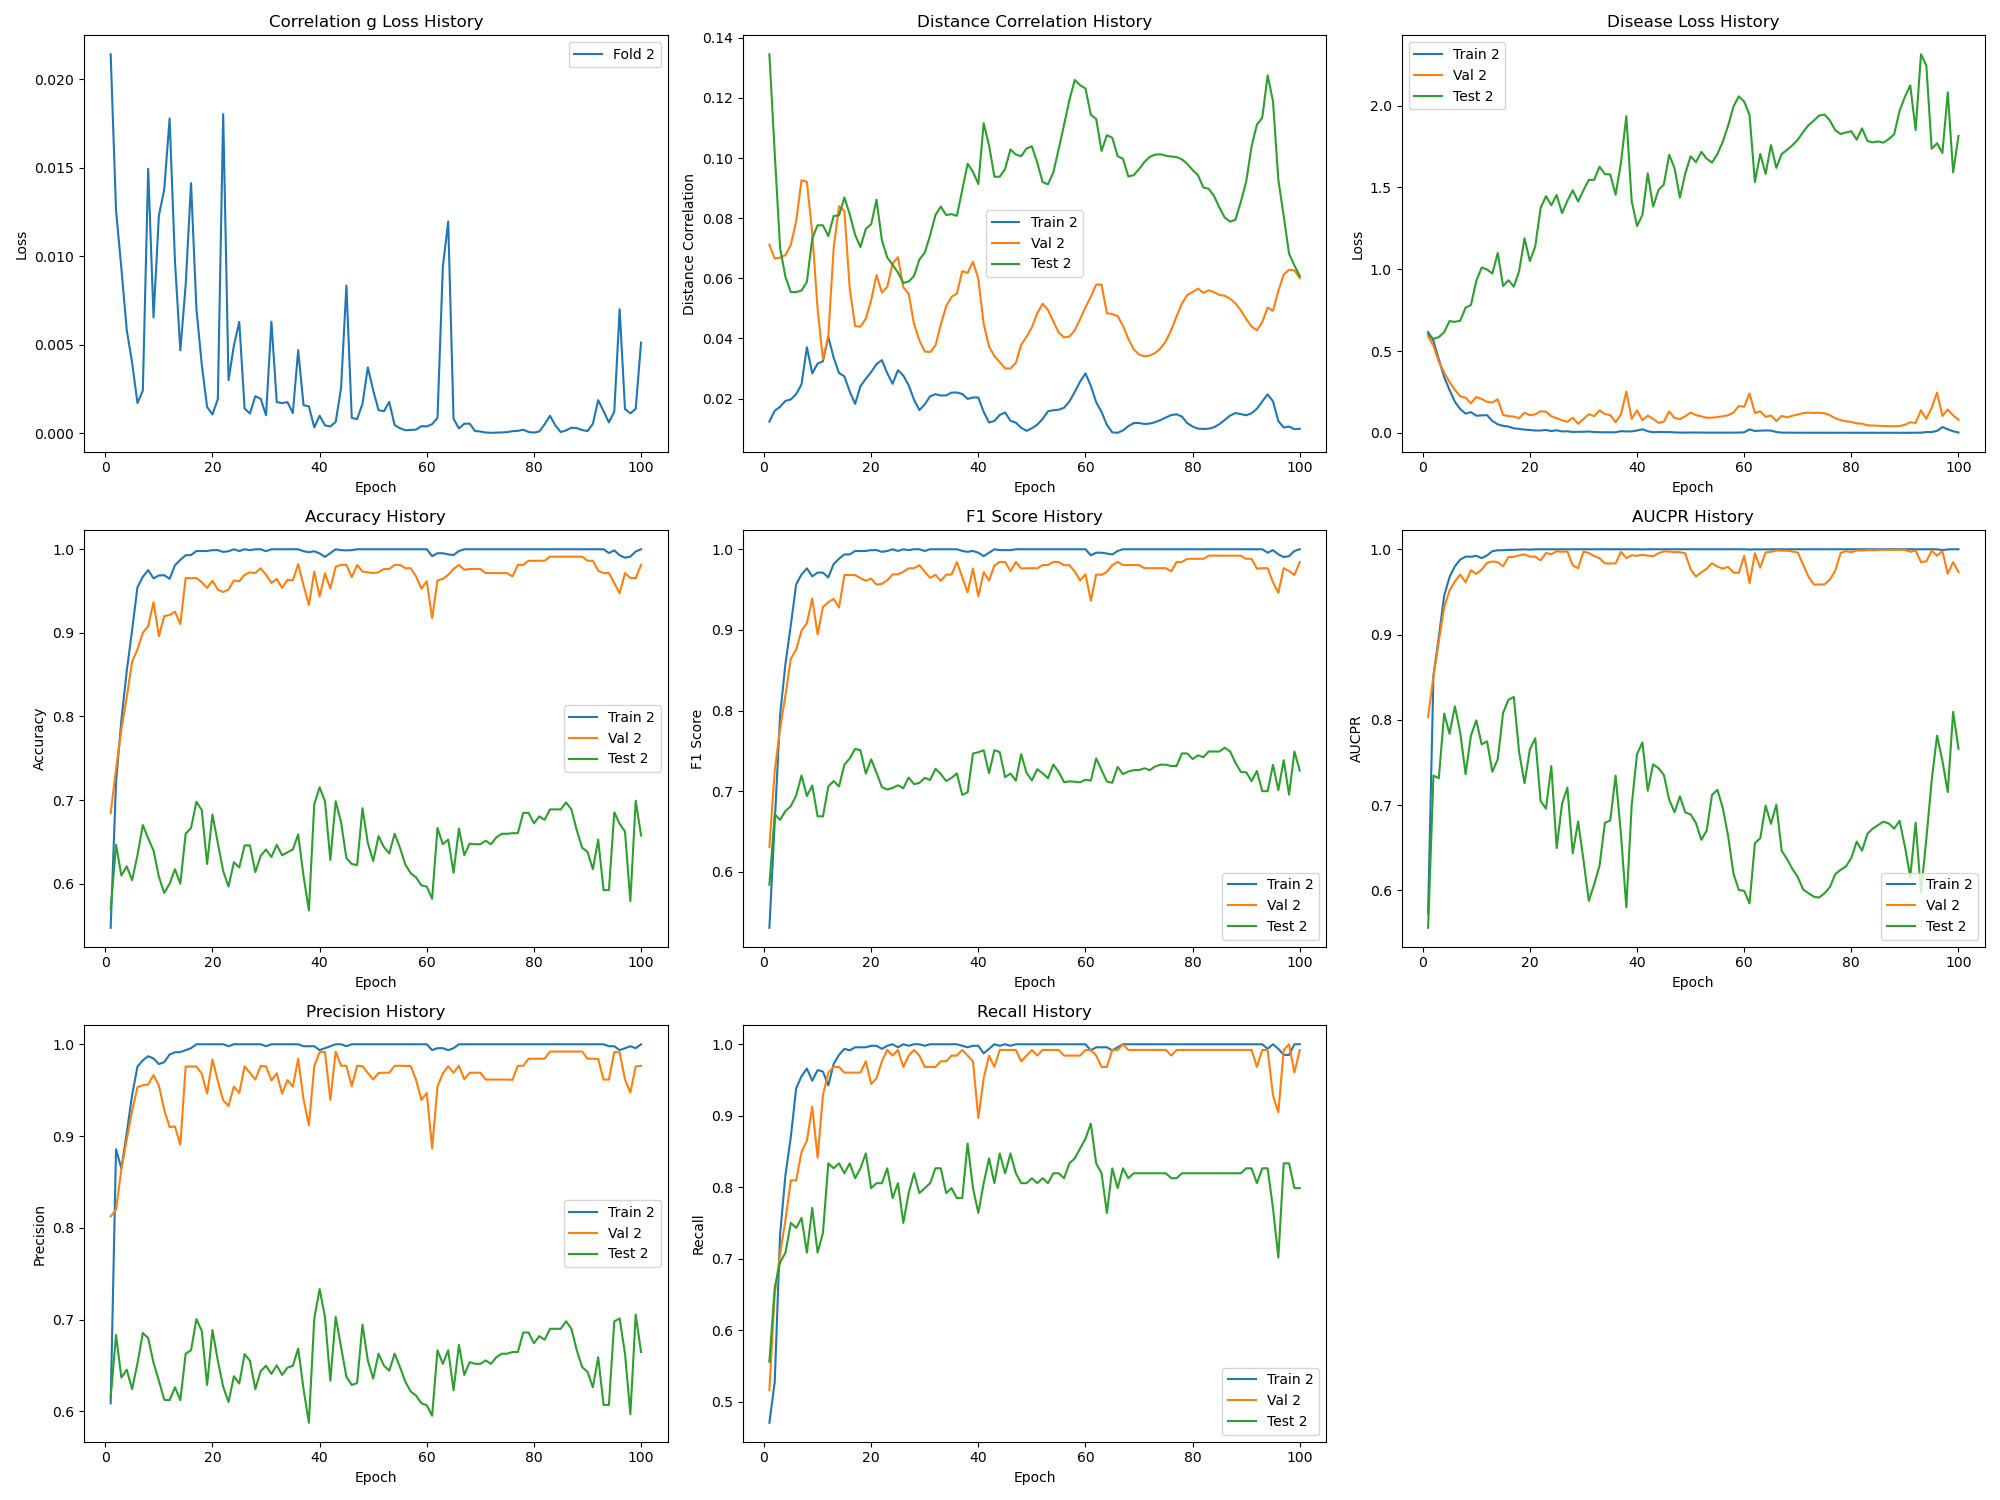 Correlation g Loss History
Fold 2
Loss
0.020
0.015
0.010
0.005
0.000
0 20 40 60 80 100
Epoch
Distance Correlation History
Train 2
Val 2
Test 2
Distance Correlation
0.14
0.12
0.10
0.08
0.06
0.04
0.02
0 20 40 60 80 100
Epoch
Disease Loss History
Train 2
Val 2
Test 2
Loss
2.0
1.5
1.0
0.5
0.0
0 20 40 60 80 100
Epoch
Accuracy History
Train 2
Val 2
Test 2
Accuracy
1.0
0.9
0.8
0.7
0.6
0 20 40 60 80 100
Epoch
F1 Score History
Train 2
Val 2
Test 2
F1 Score
1.0
0.9
0.8
0.7
0.6
0 20 40 60 80 100
Epoch
AUCPR History
Train 2
Val 2
Test 2
AUCPR
1.0
0.9
0.8
0.7
0.6
0 20 40 60 80 100
Epoch
Precision History
Train 2
Val 2
Test 2
Precision
1.0
0.9
0.8
0.7
0.6
0 20 40 60 80 100
Epoch
Recall History
Train 2
Val 2
Test 2
Recall
1.0
0.9
0.8
0.7
0.6
0.5
0 20 40 60 80 100
Epoch